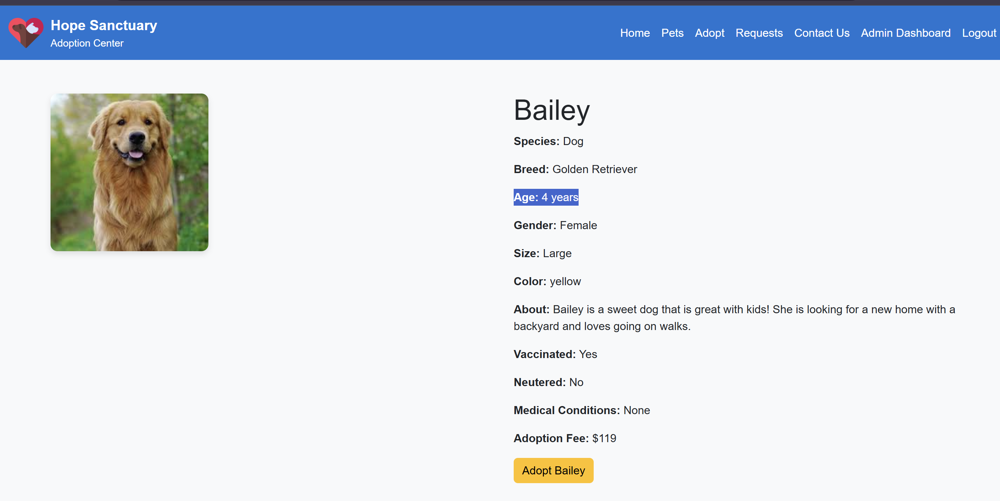 Hope Sanctuary
Adoption Center
Home Pets Adopt Requests Contact Us Admin Dashboard Logout
Bailey
Species: Dog
Breed: Golden Retriever
Age: 4 years
Gender: Female
Size: Large
Color: yellow
About: Bailey is a sweet dog that is great with kids! She is looking for a new home with a
backyard and loves going on walks.
Vaccinated: Yes
Neutered: No
Medical Conditions: None
Adoption Fee: $119
Adopt Bailey